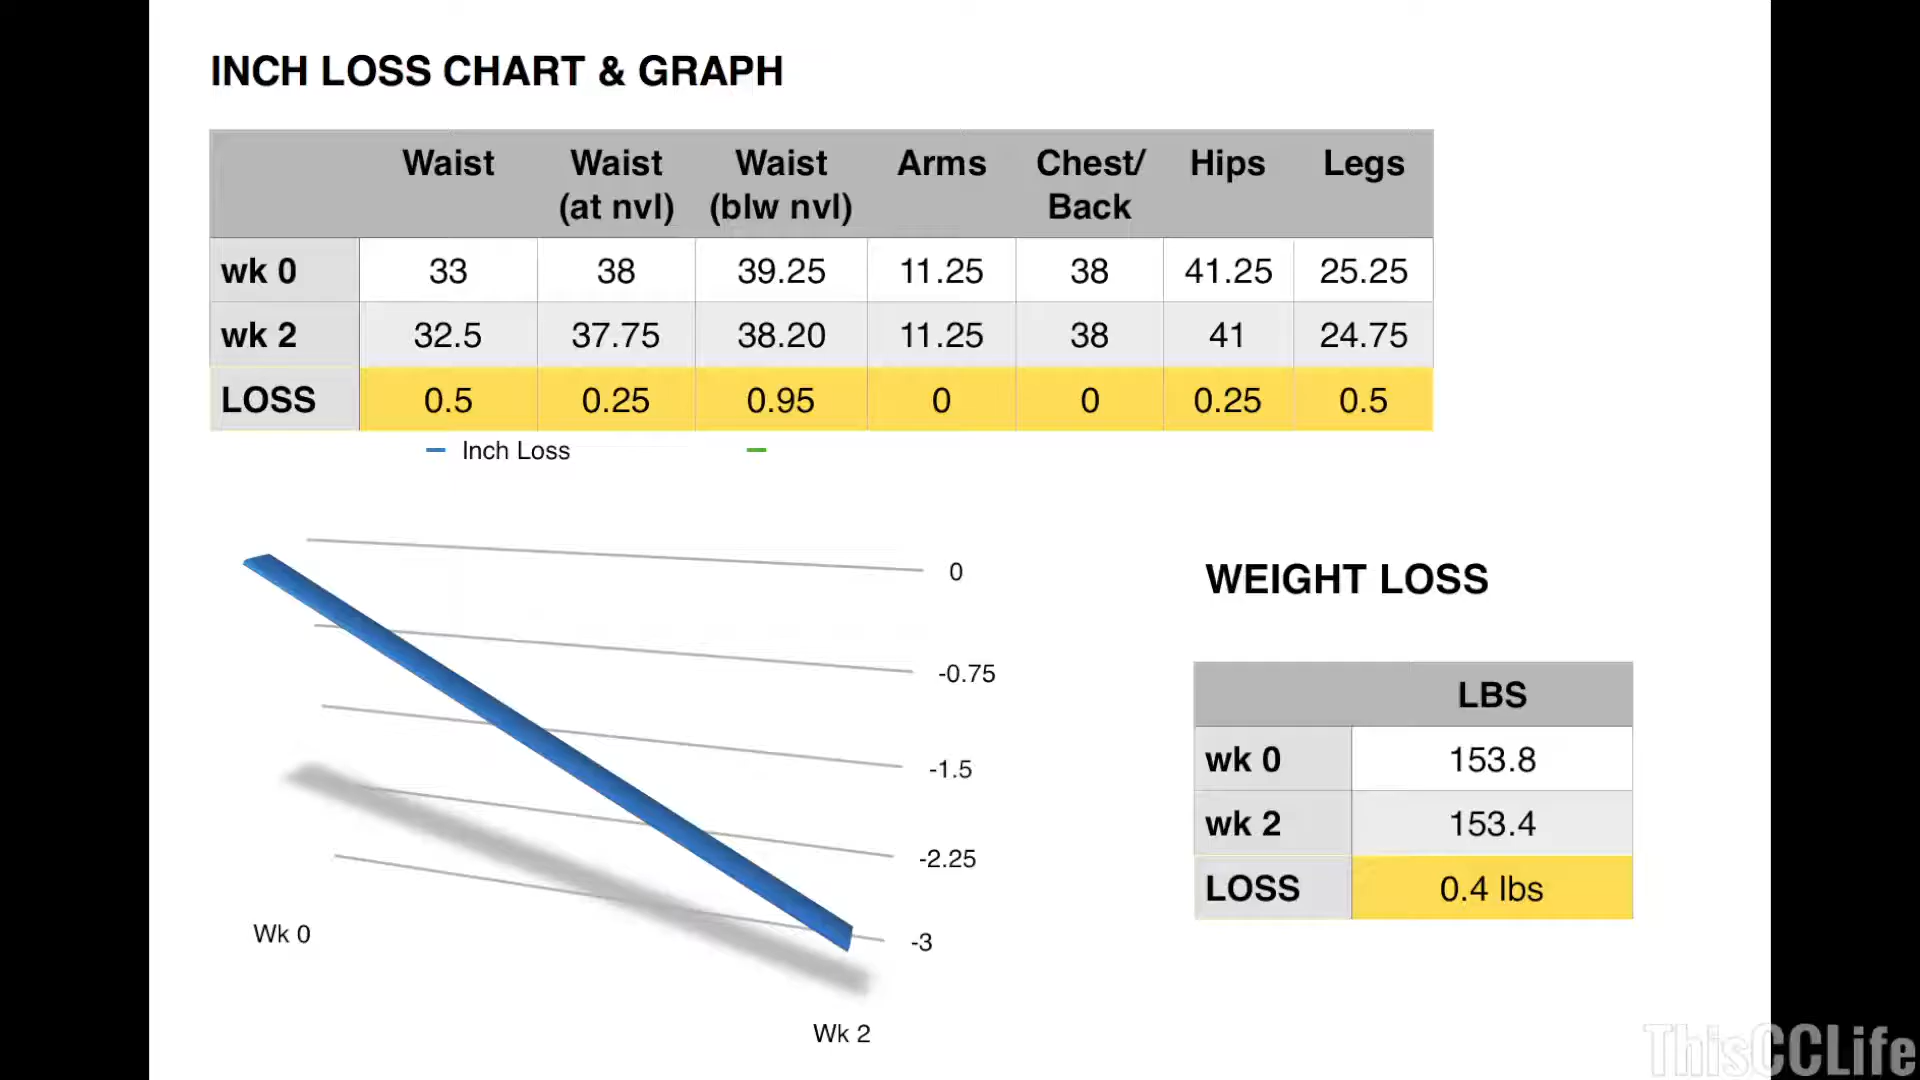 INCH LOSS CHART & GRAPH
Waist Waist (at nvl) Waist (blw nvl) Arms Chest/ Back Hips Legs
wk 0 33 38 39.25 11.25 38 41.25 25.25
wk 2 32.5 37.75 38.20 11.25 38 41 24.75
LOSS 0.5 0.25 0.95 0 0 0.25 0.5
Inch Loss
0
-0.75
-1.5
-2.25
-3
Wk 0
Wk 2
WEIGHT LOSS
LBS
wk 0 153.8
wk 2 153.4
LOSS 0.4 lbs
ThisCCLife